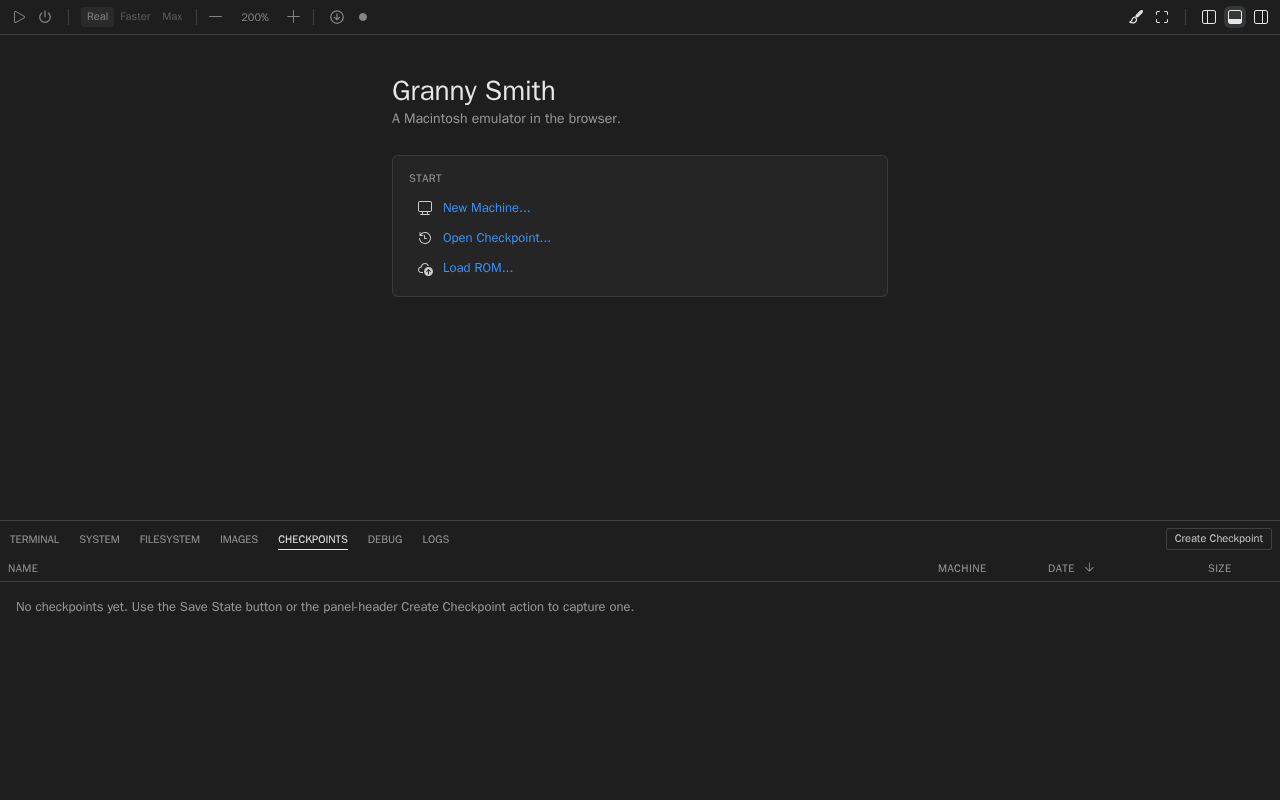 Real Faster Max 200%
Granny Smith
A Macintosh emulator in the browser.
START
New Machine...
Open Checkpoint...
Load ROM...
TERMINAL SYSTEM FILESYSTEM IMAGES CHECKPOINTS DEBUG LOGS Create Checkpoint
NAME MACHINE DATE SIZE
No checkpoints yet. Use the Save State button or the panel-header Create Checkpoint action to capture one.